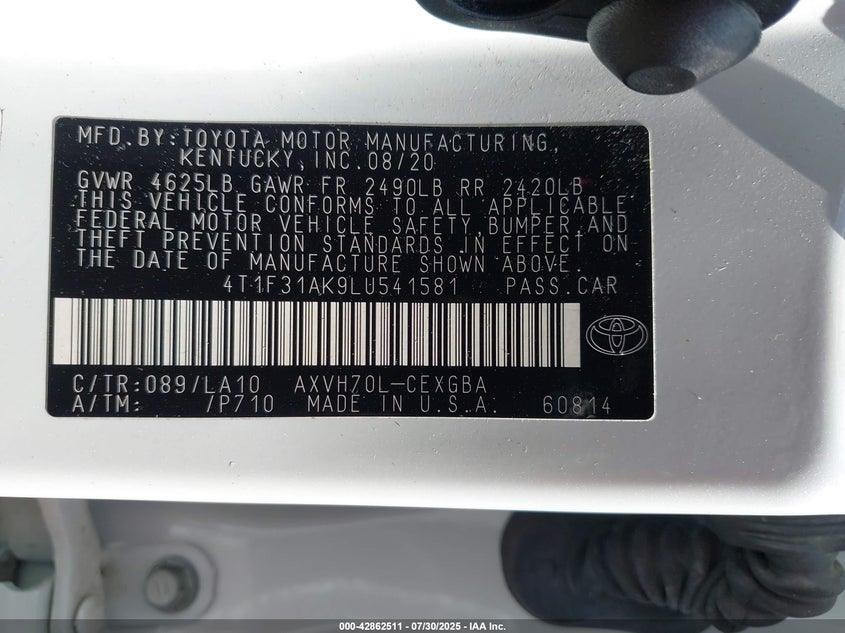 MFD.BY:TOYOTA MOTOR MANUFACTURING,
KENTUCKY, INC.08/20
GVWR 4625LB GAWR FR 2490LB RR 2420LB
THIS VEHICLE CONFORMS TO ALL APPLICABLE
FEDERAL MOTOR VEHICLE SAFETY,BUMPER,AND
THEFT PREVENTION STANDARDS IN EFFECT ON
THE DATE OF MANUFACTURE SHOWN ABOVE.
4T1F31AK9LU541581 PASS.CAR
C/TR:089/LA10 AXVH70L-CEXGBA
A/TM: /P710 MADE IN U.S.A. 60814
000-42862511 - 07/30/2025 - IAA Inc.